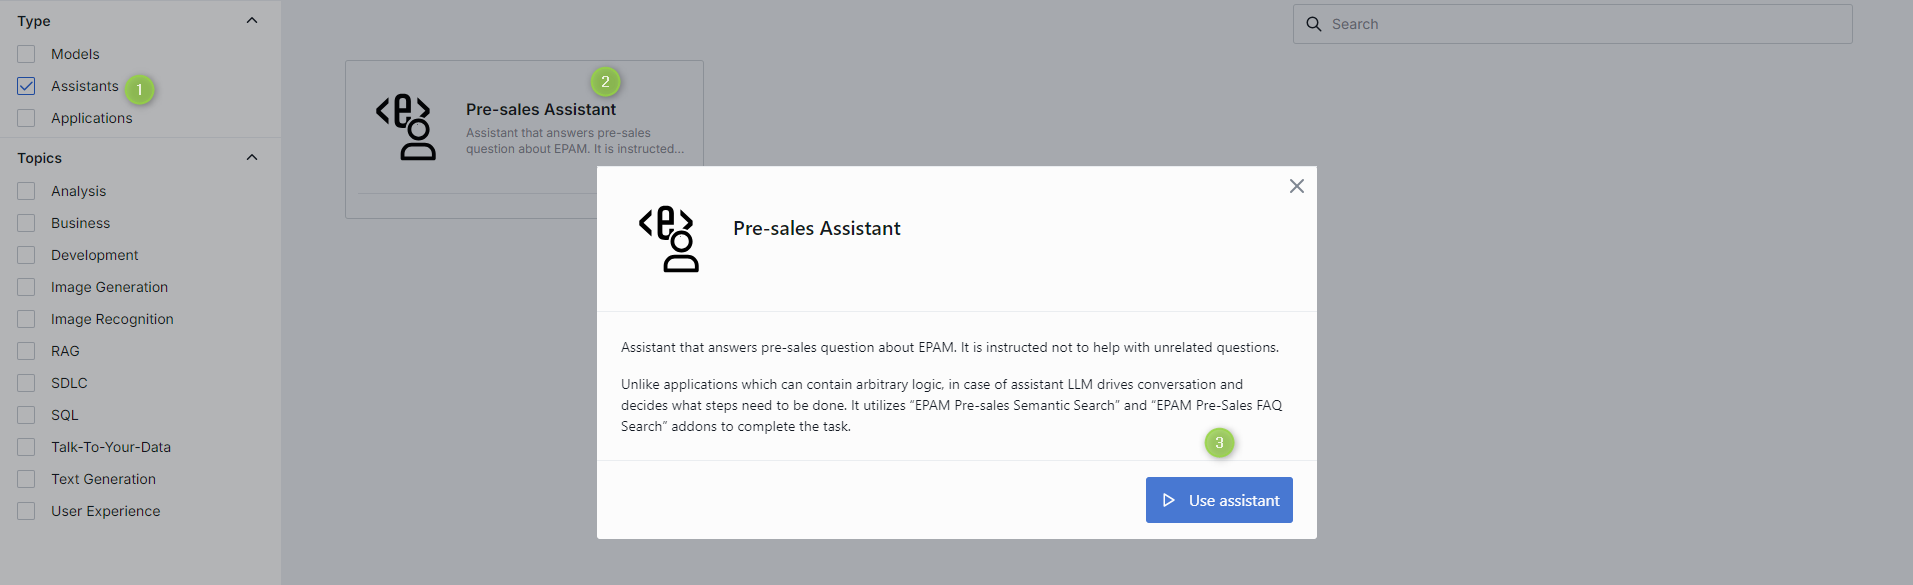 Type
Models
Assistants
1
Applications
Topics
Analysis
Business
Development
Image Generation
Image Recognition
RAG
SDLC
SQL
Talk-To-Your-Data
Text Generation
User Experience
Search
2
Pre-sales Assistant
Assistant that answers pre-sales
question about EPAM. It is instructed...
<e>
Pre-sales Assistant
<e>
Assistant that answers pre-sales question about EPAM. It is instructed not to help with unrelated questions.
Unlike applications which can contain arbitrary logic, in case of assistant LLM drives conversation and
decides what steps need to be done. It utilizes “EPAM Pre-sales Semantic Search” and “EPAM Pre-Sales FAQ
Search” addons to complete the task.
3
Use assistant